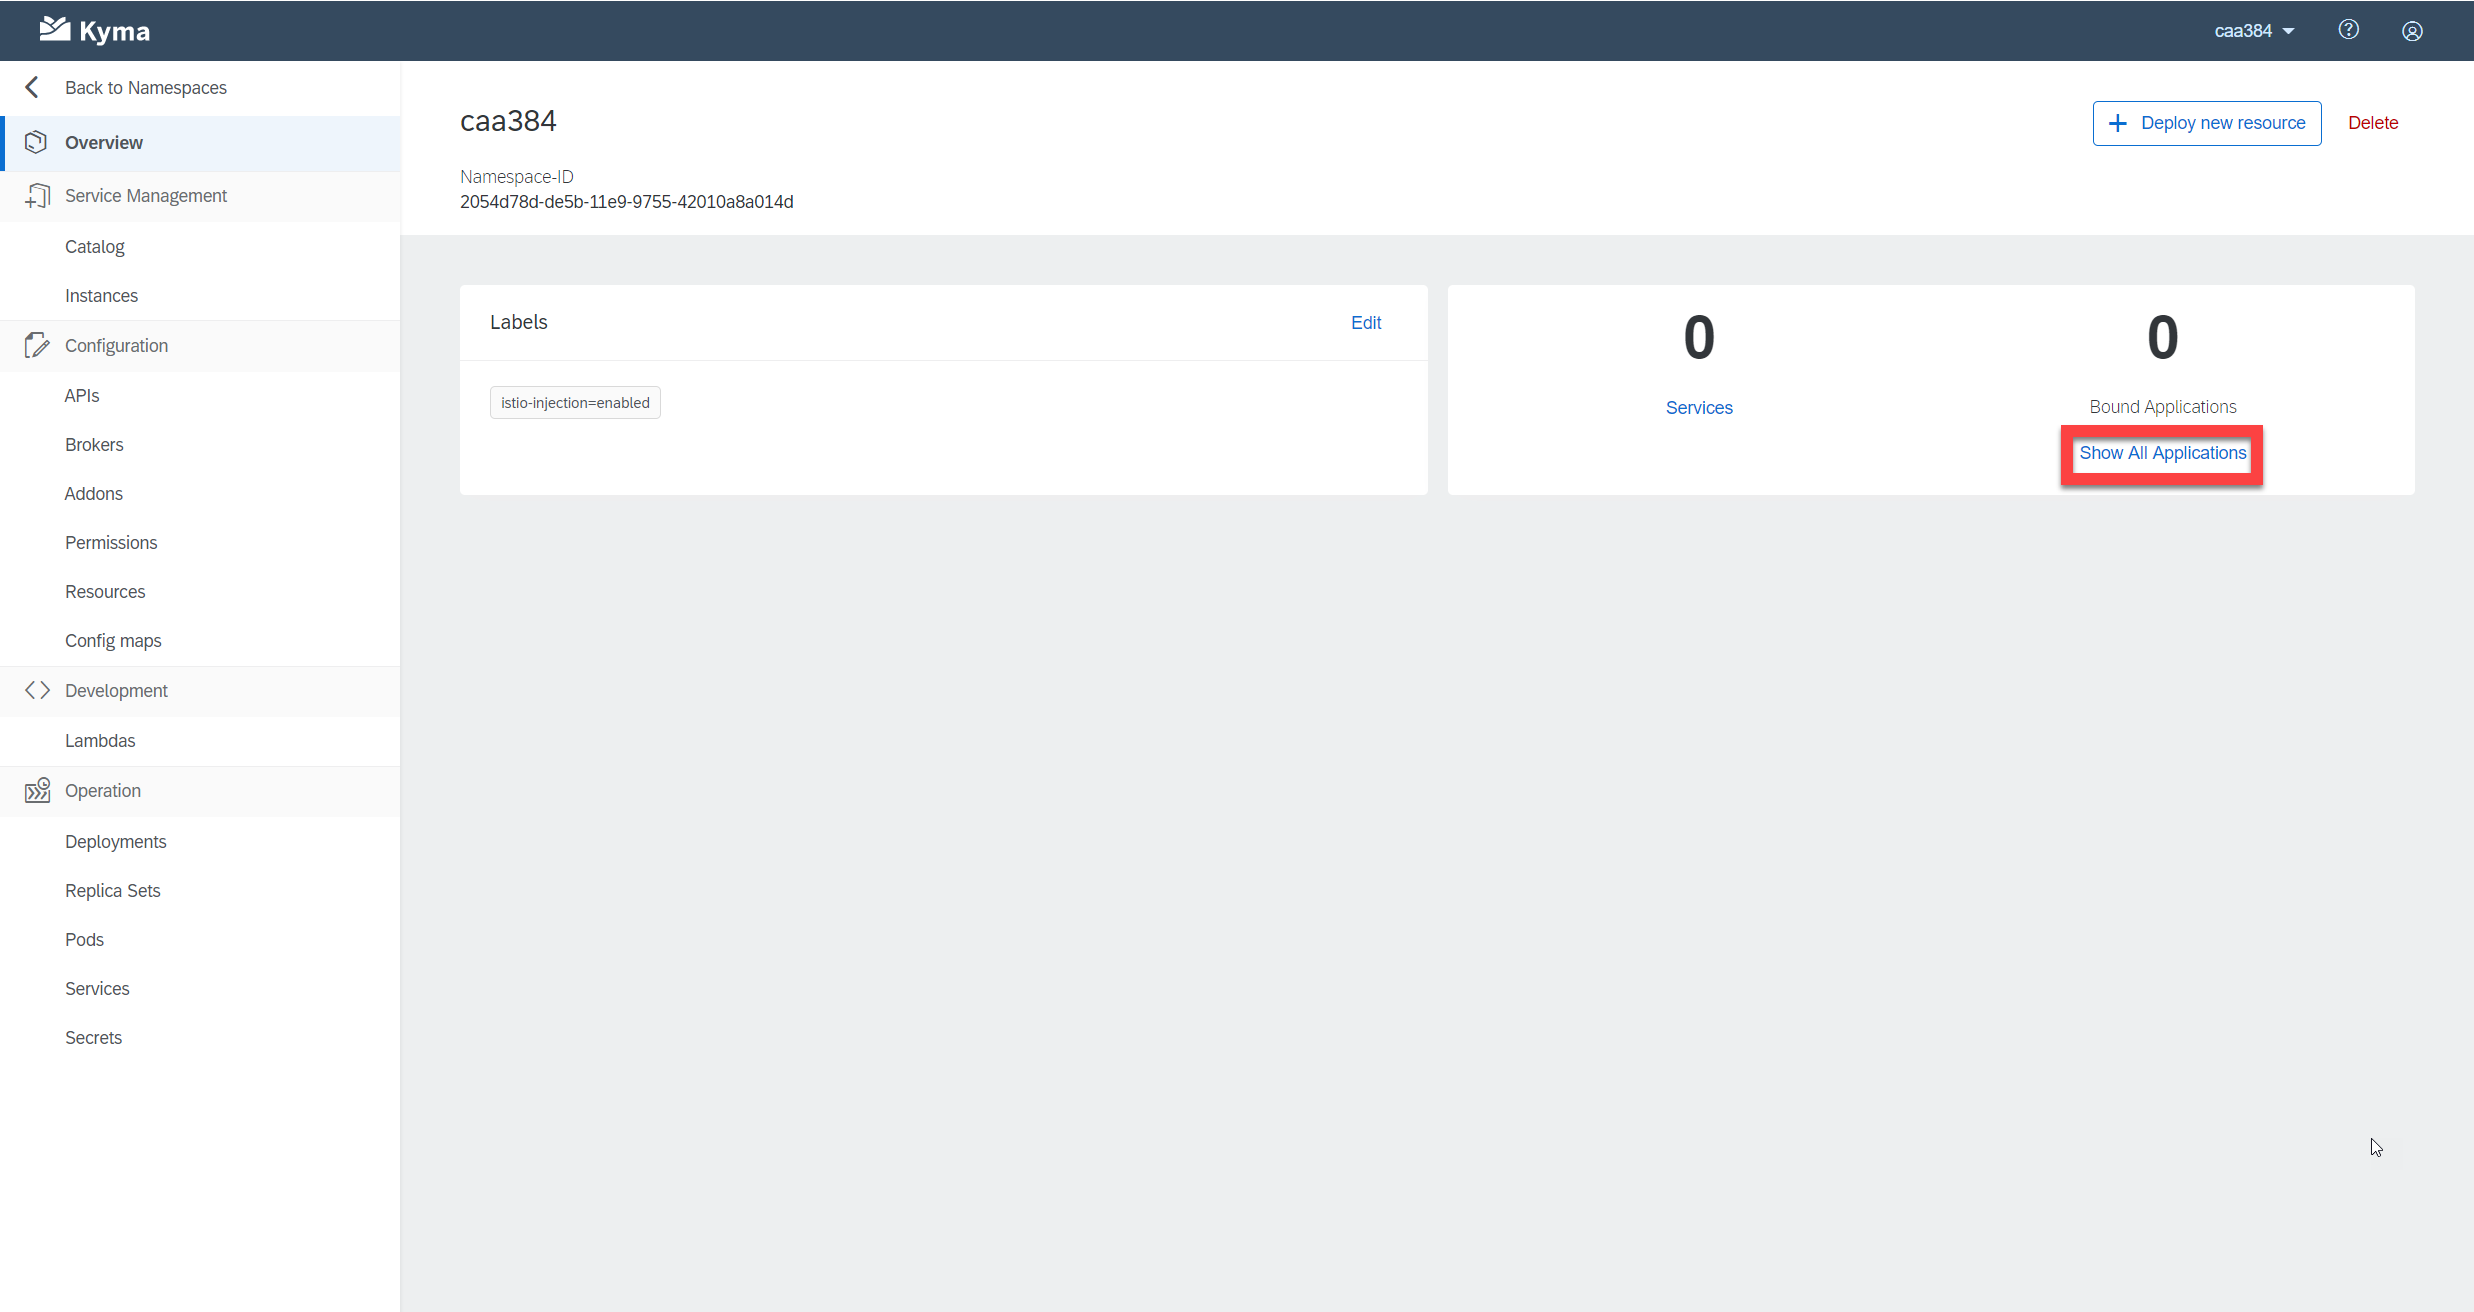 Kyma
caa384
Back to Namespaces
Overview
Service Management
Catalog
Instances
Configuration
APIs
Brokers
Addons
Permissions
Resources
Config maps
Development
Lambdas
Operation
Deployments
Replica Sets
Pods
Services
Secrets
caa384
Deploy new resource
Delete
Namespace-ID
2054d78d-de5b-11e9-9755-42010a8a014d
Labels
Edit
istio-injection=enabled
0
Services
0
Bound Applications
Show All Applications